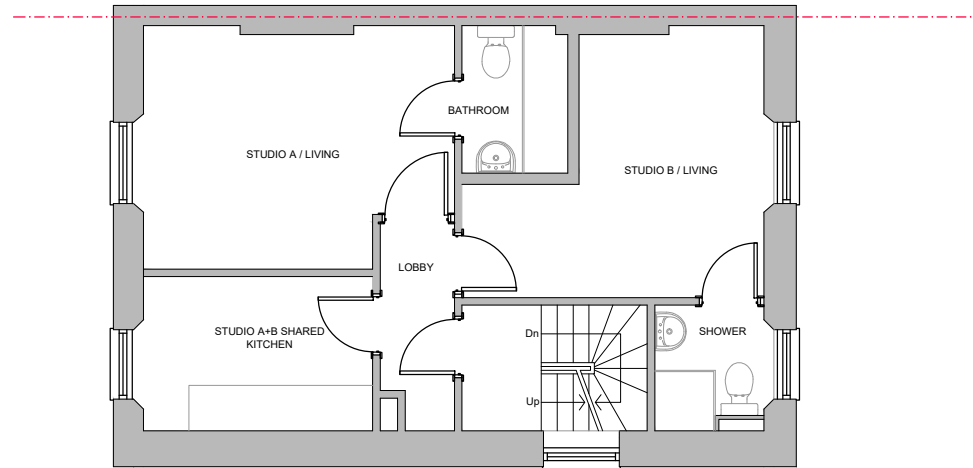 BATHROOM
STUDIO A / LIVING
STUDIO B / LIVING
LOBBY
STUDIO A+B SHARED
KITCHEN
Dn
SHOWER
Up